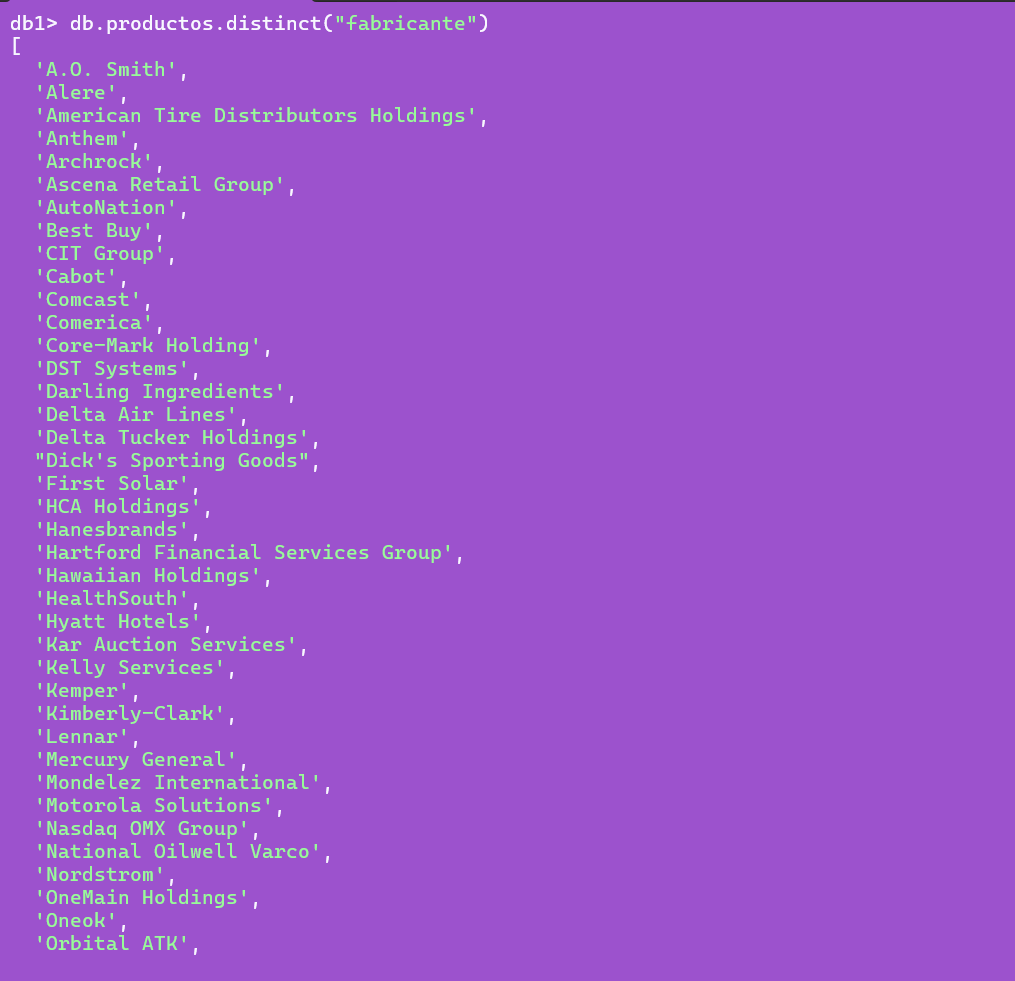 db1> db.productos.distinct("fabricante")
[
  'A.O. Smith',
  'Alere',
  'American Tire Distributors Holdings',
  'Anthem',
  'Archrock',
  'Ascena Retail Group',
  'AutoNation',
  'Best Buy',
  'CIT Group',
  'Cabot',
  'Comcast',
  'Comerica',
  'Core-Mark Holding',
  'DST Systems',
  'Darling Ingredients',
  'Delta Air Lines',
  'Delta Tucker Holdings',
  "Dick's Sporting Goods",
  'First Solar',
  'HCA Holdings',
  'Hanesbrands',
  'Hartford Financial Services Group',
  'Hawaiian Holdings',
  'HealthSouth',
  'Hyatt Hotels',
  'Kar Auction Services',
  'Kelly Services',
  'Kemper',
  'Kimberly-Clark',
  'Lennar',
  'Mercury General',
  'Mondelez International',
  'Motorola Solutions',
  'Nasdaq OMX Group',
  'National Oilwell Varco',
  'Nordstrom',
  'OneMain Holdings',
  'Oneok',
  'Orbital ATK',